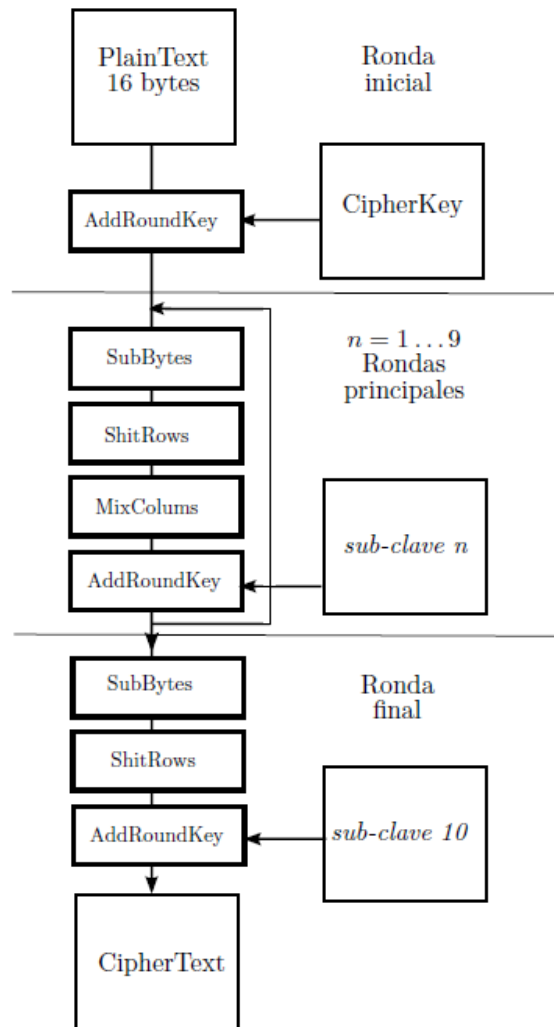 PlainText
16 bytes
Ronda
inicial
AddRoundKey
CipherKey
n = 1 . . . 9
Rondas
principales
SubBytes
ShitRows
MixColums
AddRoundKey
sub-clave n
SubBytes
Ronda
final
ShitRows
AddRoundKey
sub-clave 10
CipherText